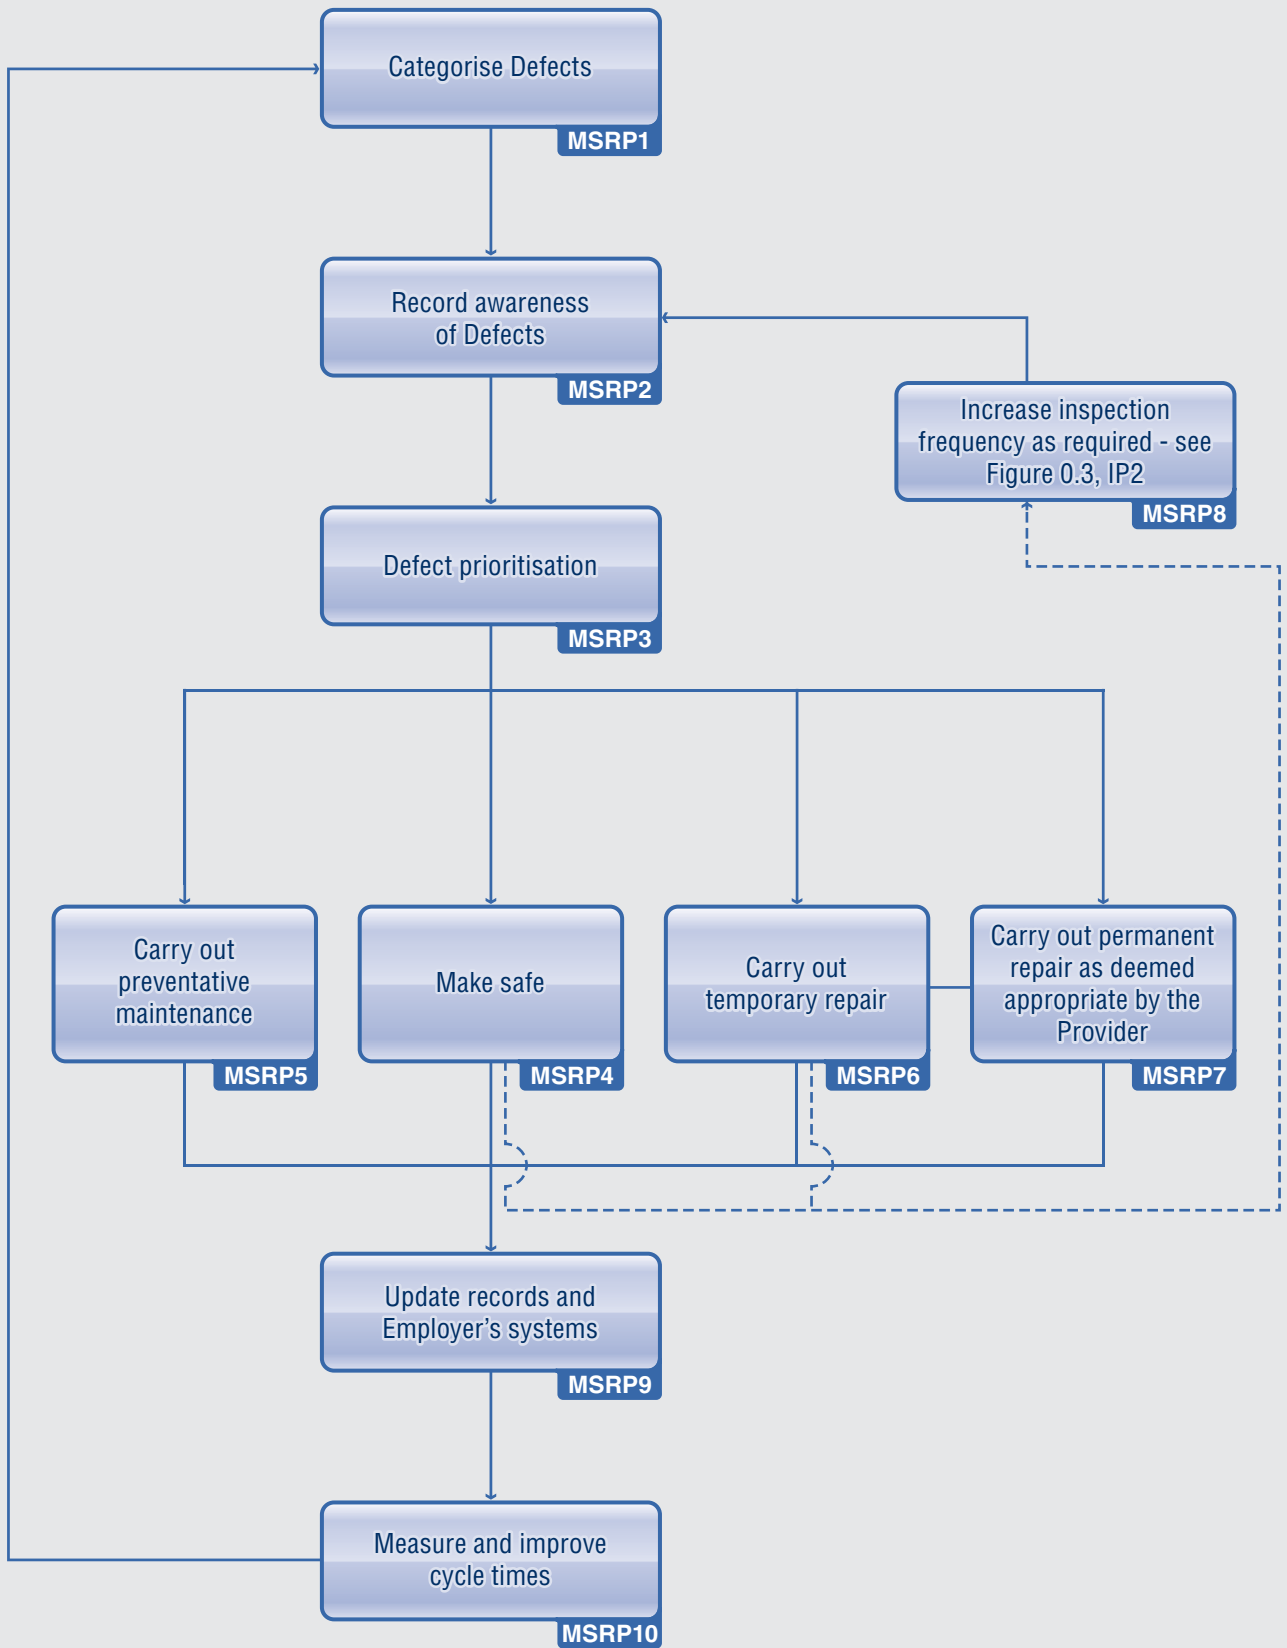 Categorise Defects
MSRP1
Record awareness
of Defects
MSRP2
Increase inspection
frequency as required - see
Figure 0.3, IP2
MSRP8
Defect prioritisation
MSRP3
Carry out
preventative
maintenance
MSRP5
Make safe
MSRP4
Carry out
temporary repair
MSRP6
Carry out permanent
repair as deemed
appropriate by the
Provider
MSRP7
Update records and
Employer’s systems
MSRP9
Measure and improve
cycle times
MSRP10